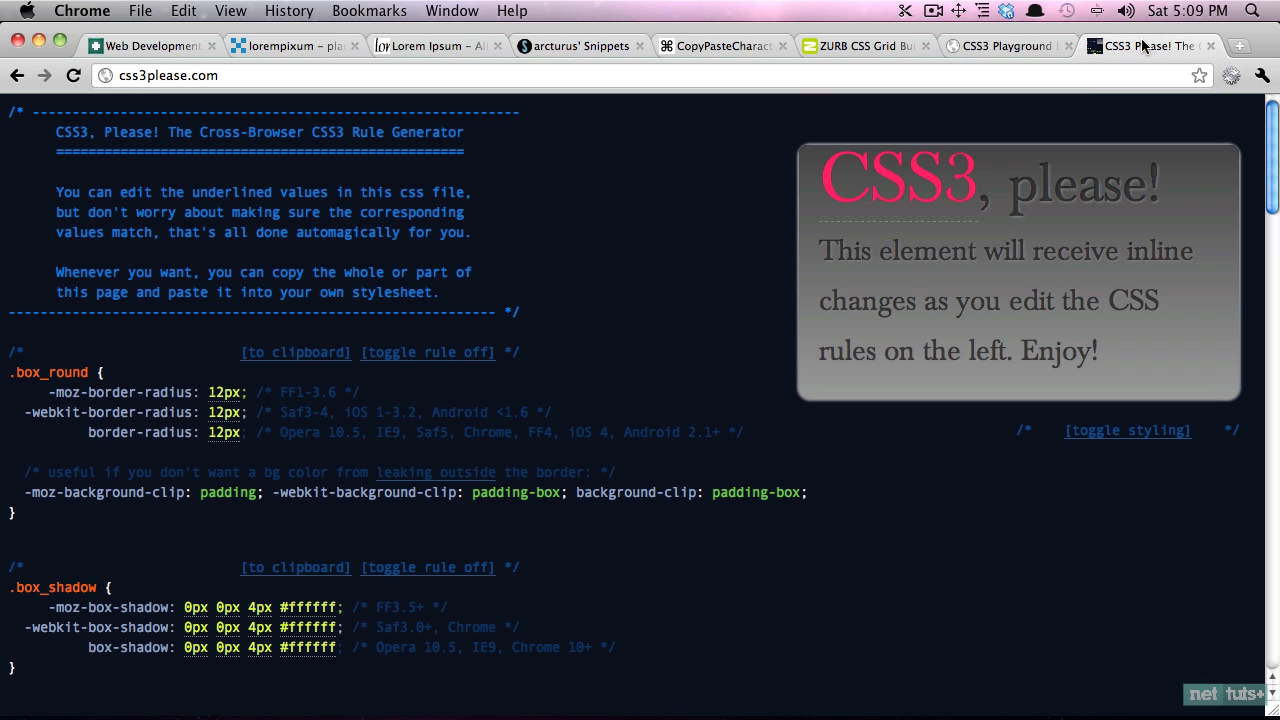 Chrome File Edit View History Bookmarks Window Help Sat 5:09 PM
Web Development lorempixum – pla Lorem Ipsum – All arcturus' Snippets CopyPasteCharact ZURB CSS Grid Bui CSS3 Playground CSS3 Please! The
css3please.com
/* -------------------------------------------------------------
CSS3, Please! The Cross-Browser CSS3 Rule Generator
===================================================
You can edit the underlined values in this css file,
but don't worry about making sure the corresponding
values match, that's all done automagically for you.
Whenever you want, you can copy the whole or part of
this page and paste it into your own stylesheet.
------------------------------------------------------------- */
/* [to clipboard] [toggle rule off] */
.box_round {
-moz-border-radius: 12px; /* FF1-3.6 */
-webkit-border-radius: 12px; /* Saf3-4, iOS 1-3.2, Android <1.6 */
border-radius: 12px; /* Opera 10.5, IE9, Saf5, Chrome, FF4, iOS 4, Android 2.1+ */
/* useful if you don't want a bg color from leaking outside the border: */
-moz-background-clip: padding; -webkit-background-clip: padding-box; background-clip: padding-box;
}
/* [to clipboard] [toggle rule off] */
.box_shadow {
-moz-box-shadow: 0px 0px 4px #ffffff; /* FF3.5+ */
-webkit-box-shadow: 0px 0px 4px #ffffff; /* Saf3.0+, Chrome */
box-shadow: 0px 0px 4px #ffffff; /* Opera 10.5, IE9, Chrome 10+ */
}
CSS3, please!
This element will receive inline
changes as you edit the CSS
rules on the left. Enjoy!
/* [toggle styling] */
net tuts+